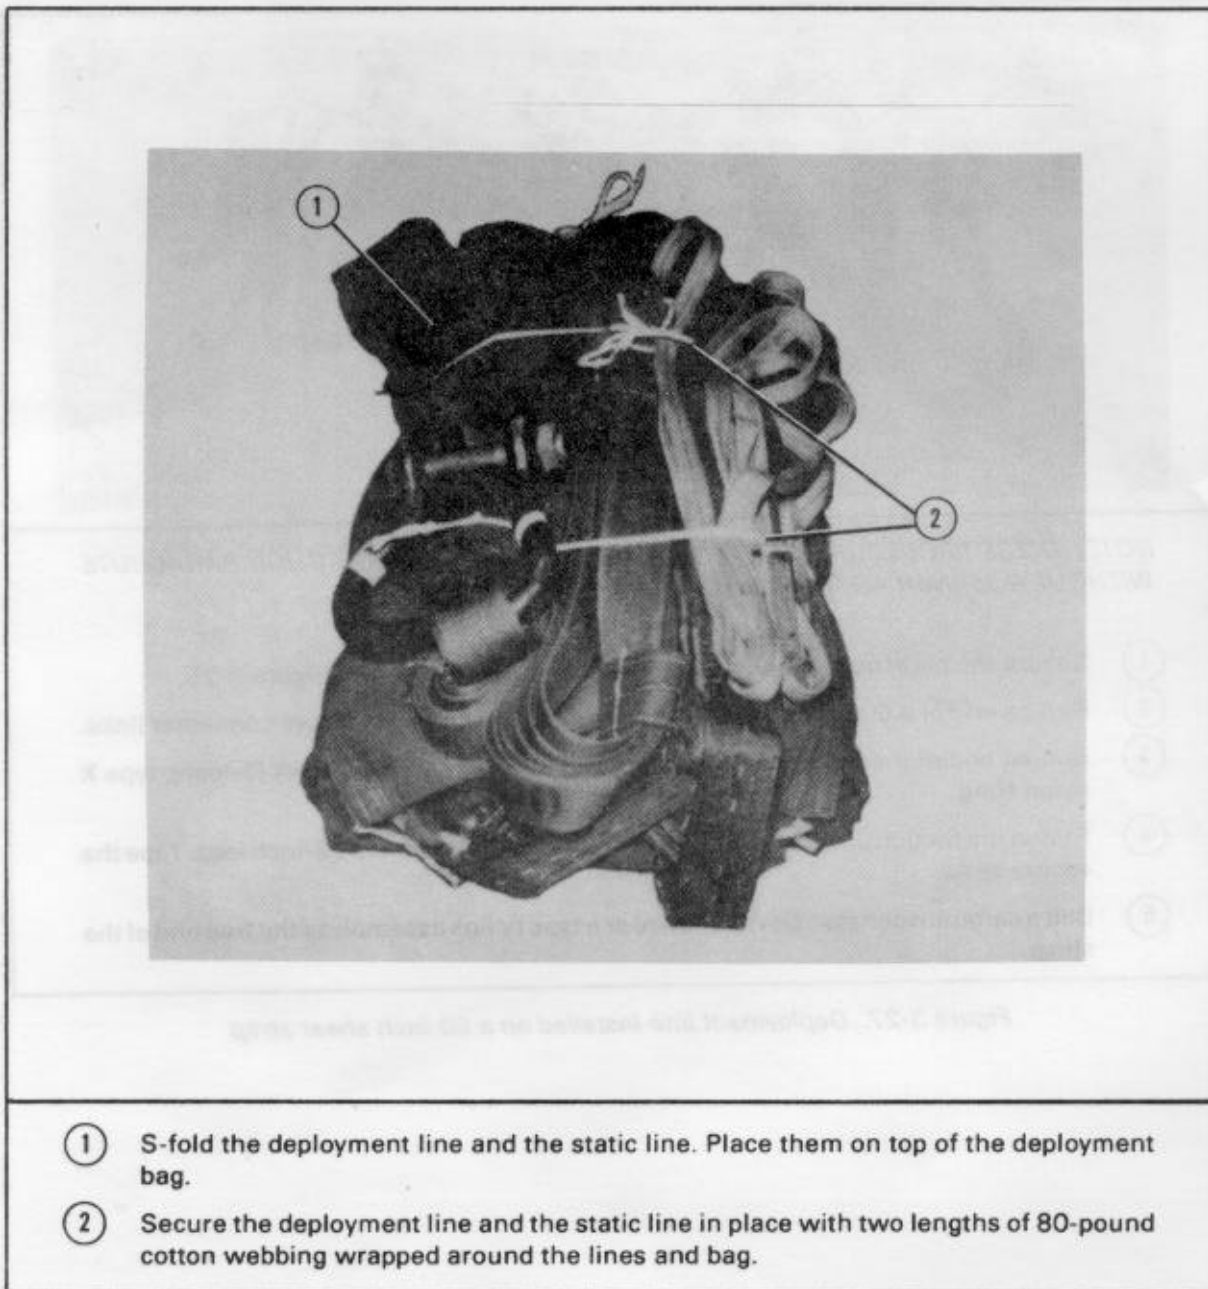 1
2
1 S-fold the deployment line and the static line. Place them on top of the deployment
bag.
2 Secure the deployment line and the static line in place with two lengths of 80-pound
cotton webbing wrapped around the lines and bag.